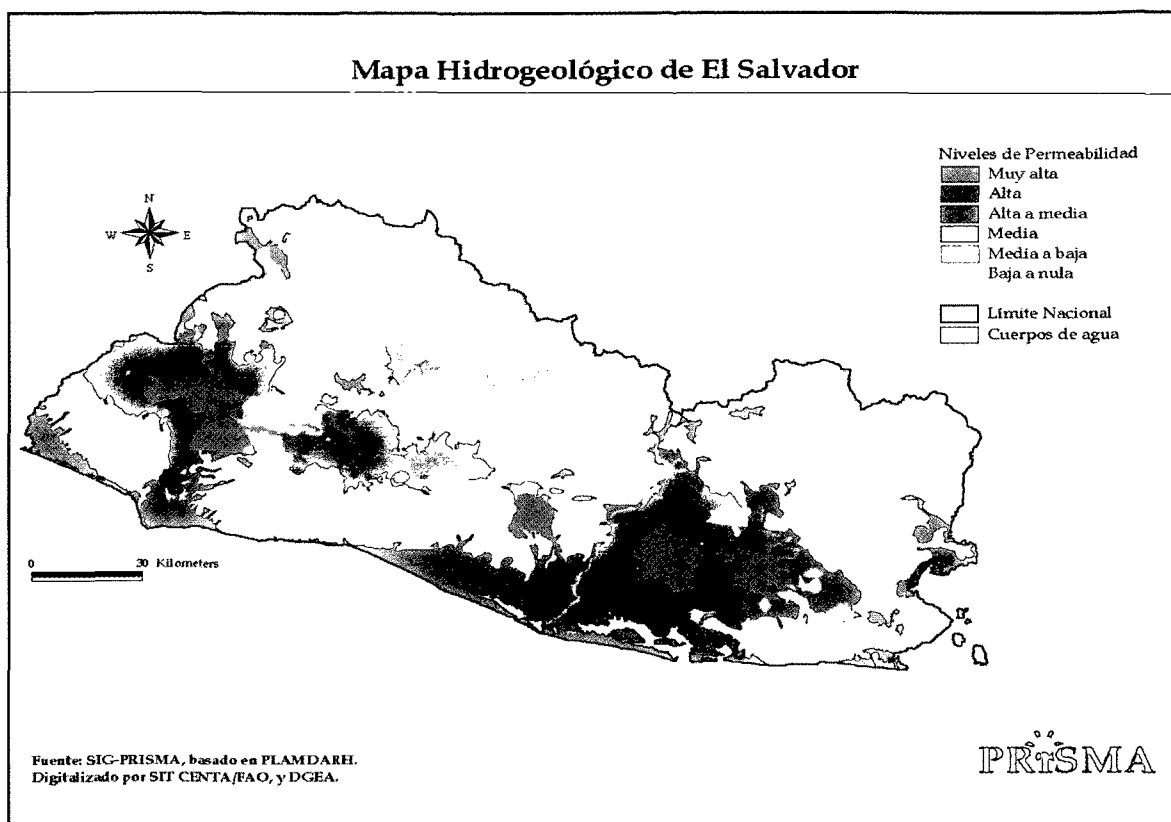 Mapa Hidrogeológico de El Salvador
Niveles de Permeabilidad
Muy alta
Alta
Alta a media
Media
Media a baja
Baja a nula
Límite Nacional
Cuerpos de agua
N
W E
S
0 30 Kilometers
Fuente: SIG-PRISMA, basado en PLAMDARH.
Digitalizado por SIT CENTA/FAO, y DGEA.
PRiSMA